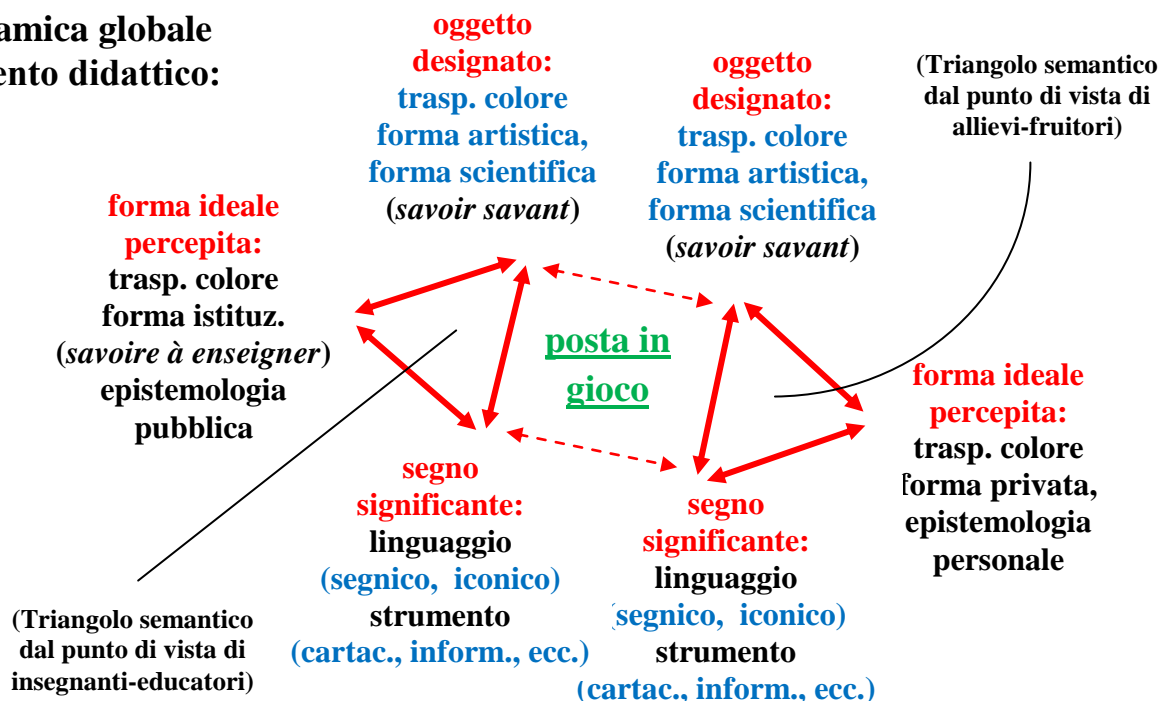 amica globale
ento didattico:
oggetto
designato:
trasp. colore
forma artistica,
forma scientifica
(savoir savant)
oggetto
designato:
trasp. colore
forma artistica,
forma scientifica
(savoir savant)
(Triangolo semantico
dal punto di vista di
allievi-fruitori)
forma ideale
percepita:
trasp. colore
forma istituz.
(savoire à enseigner)
epistemologia
pubblica
posta in
gioco
forma ideale
percepita:
trasp. colore
forma privata,
epistemologia
personale
segno
significante:
linguaggio
(segnico, iconico)
strumento
(cartac., inform., ecc.)
segno
significante:
linguaggio
(segnico, iconico)
strumento
(cartac., inform., ecc.)
(Triangolo semantico
dal punto di vista di
insegnanti-educatori)